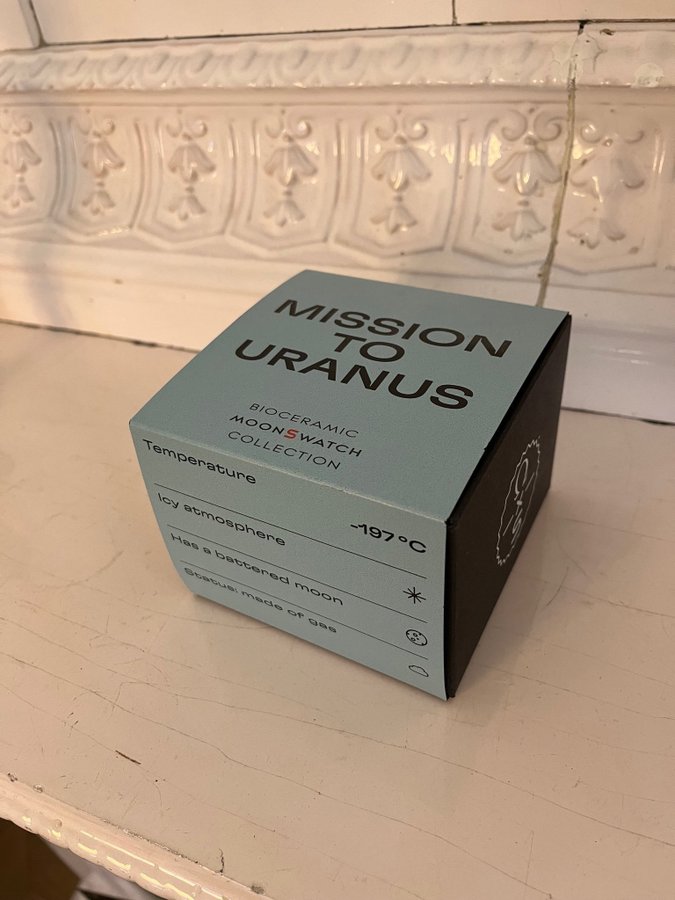 MISSION
TO
URANUS
BIOCERAMIC
MOONSWATCH
COLLECTION
Temperature
-197°C
Icy atmosphere
Has a battered moon
Status: made of gas